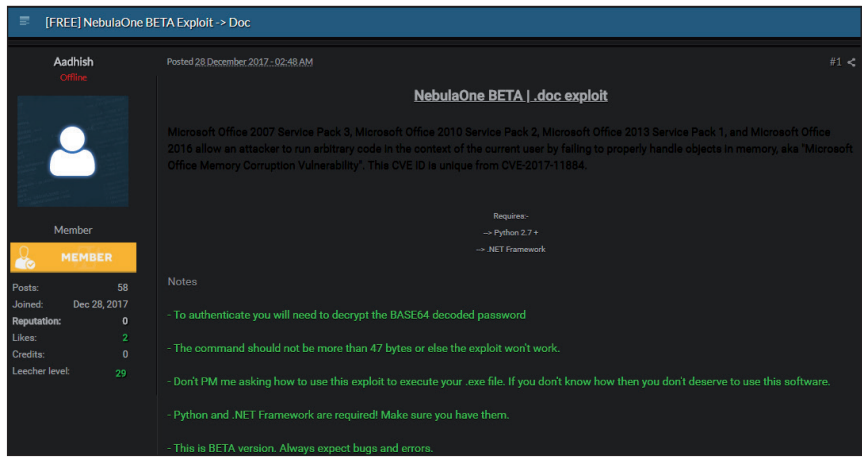 [FREE] NebulaOne BETA Exploit -> Doc
Aadhish
Offline
Member
MEMBER
Posts: 58
Joined: Dec 28, 2017
Reputation: 0
Likes: 2
Credits: 0
Leecher level: 29
Posted 28 December 2017 - 02:48 AM
#1
NebulaOne BETA | .doc exploit
Microsoft Office 2007 Service Pack 3, Microsoft Office 2010 Service Pack 2, Microsoft Office 2013 Service Pack 1, and Microsoft Office
2016 allow an attacker to run arbitrary code in the context of the current user by failing to properly handle objects in memory, aka "Microsoft
Office Memory Corruption Vulnerability". This CVE ID is unique from CVE-2017-11884.
Requires:-
--> Python 2.7 +
--> .NET Framework
Notes
- To authenticate you will need to decrypt the BASE64 decoded password
- The command should not be more than 47 bytes or else the exploit won't work.
- Don't PM me asking how to use this exploit to execute your .exe file. If you don't know how then you don't deserve to use this software.
- Python and .NET Framework are required! Make sure you have them.
- This is BETA version. Always expect bugs and errors.